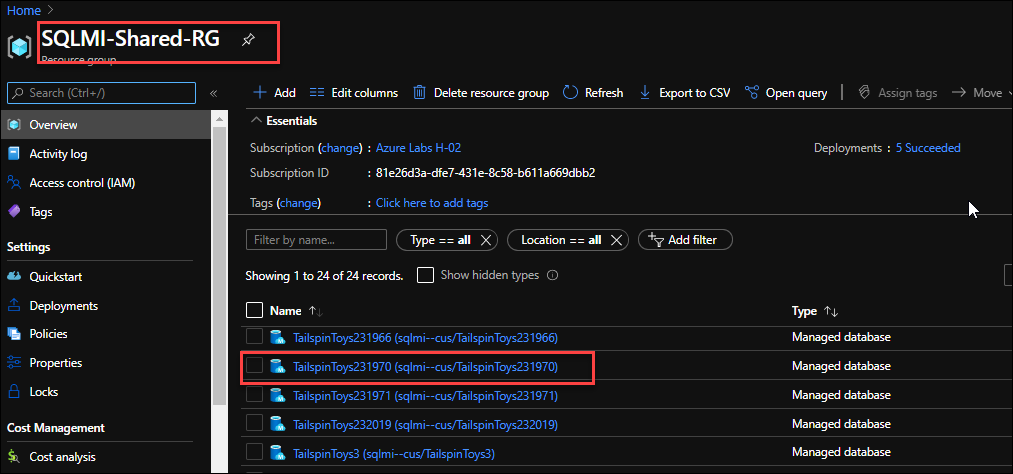 Home >
SQLMI-Shared-RG
Resource group
Search (Ctrl+/)
«
Add Edit columns Delete resource group Refresh Export to CSV Open query Assign tags Move
Overview
Activity log
Access control (IAM)
Tags
Settings
Quickstart
Deployments
Policies
Properties
Locks
Cost Management
Cost analysis
Essentials
Subscription (change) : Azure Labs H-02 Deployments : 5 Succeeded
Subscription ID : 81e26d3a-dfe7-431e-8c58-b611a669dbb2
Tags (change) : Click here to add tags
Filter by name... Type == all Location == all Add filter
Showing 1 to 24 of 24 records. Show hidden types
Name Type
TailspinToys231966 (sqlmi--cus/TailspinToys231966) Managed database
TailspinToys231970 (sqlmi--cus/TailspinToys231970) Managed database
TailspinToys231971 (sqlmi--cus/TailspinToys231971) Managed database
TailspinToys232019 (sqlmi--cus/TailspinToys232019) Managed database
TailspinToys3 (sqlmi--cus/TailspinToys3) Managed database